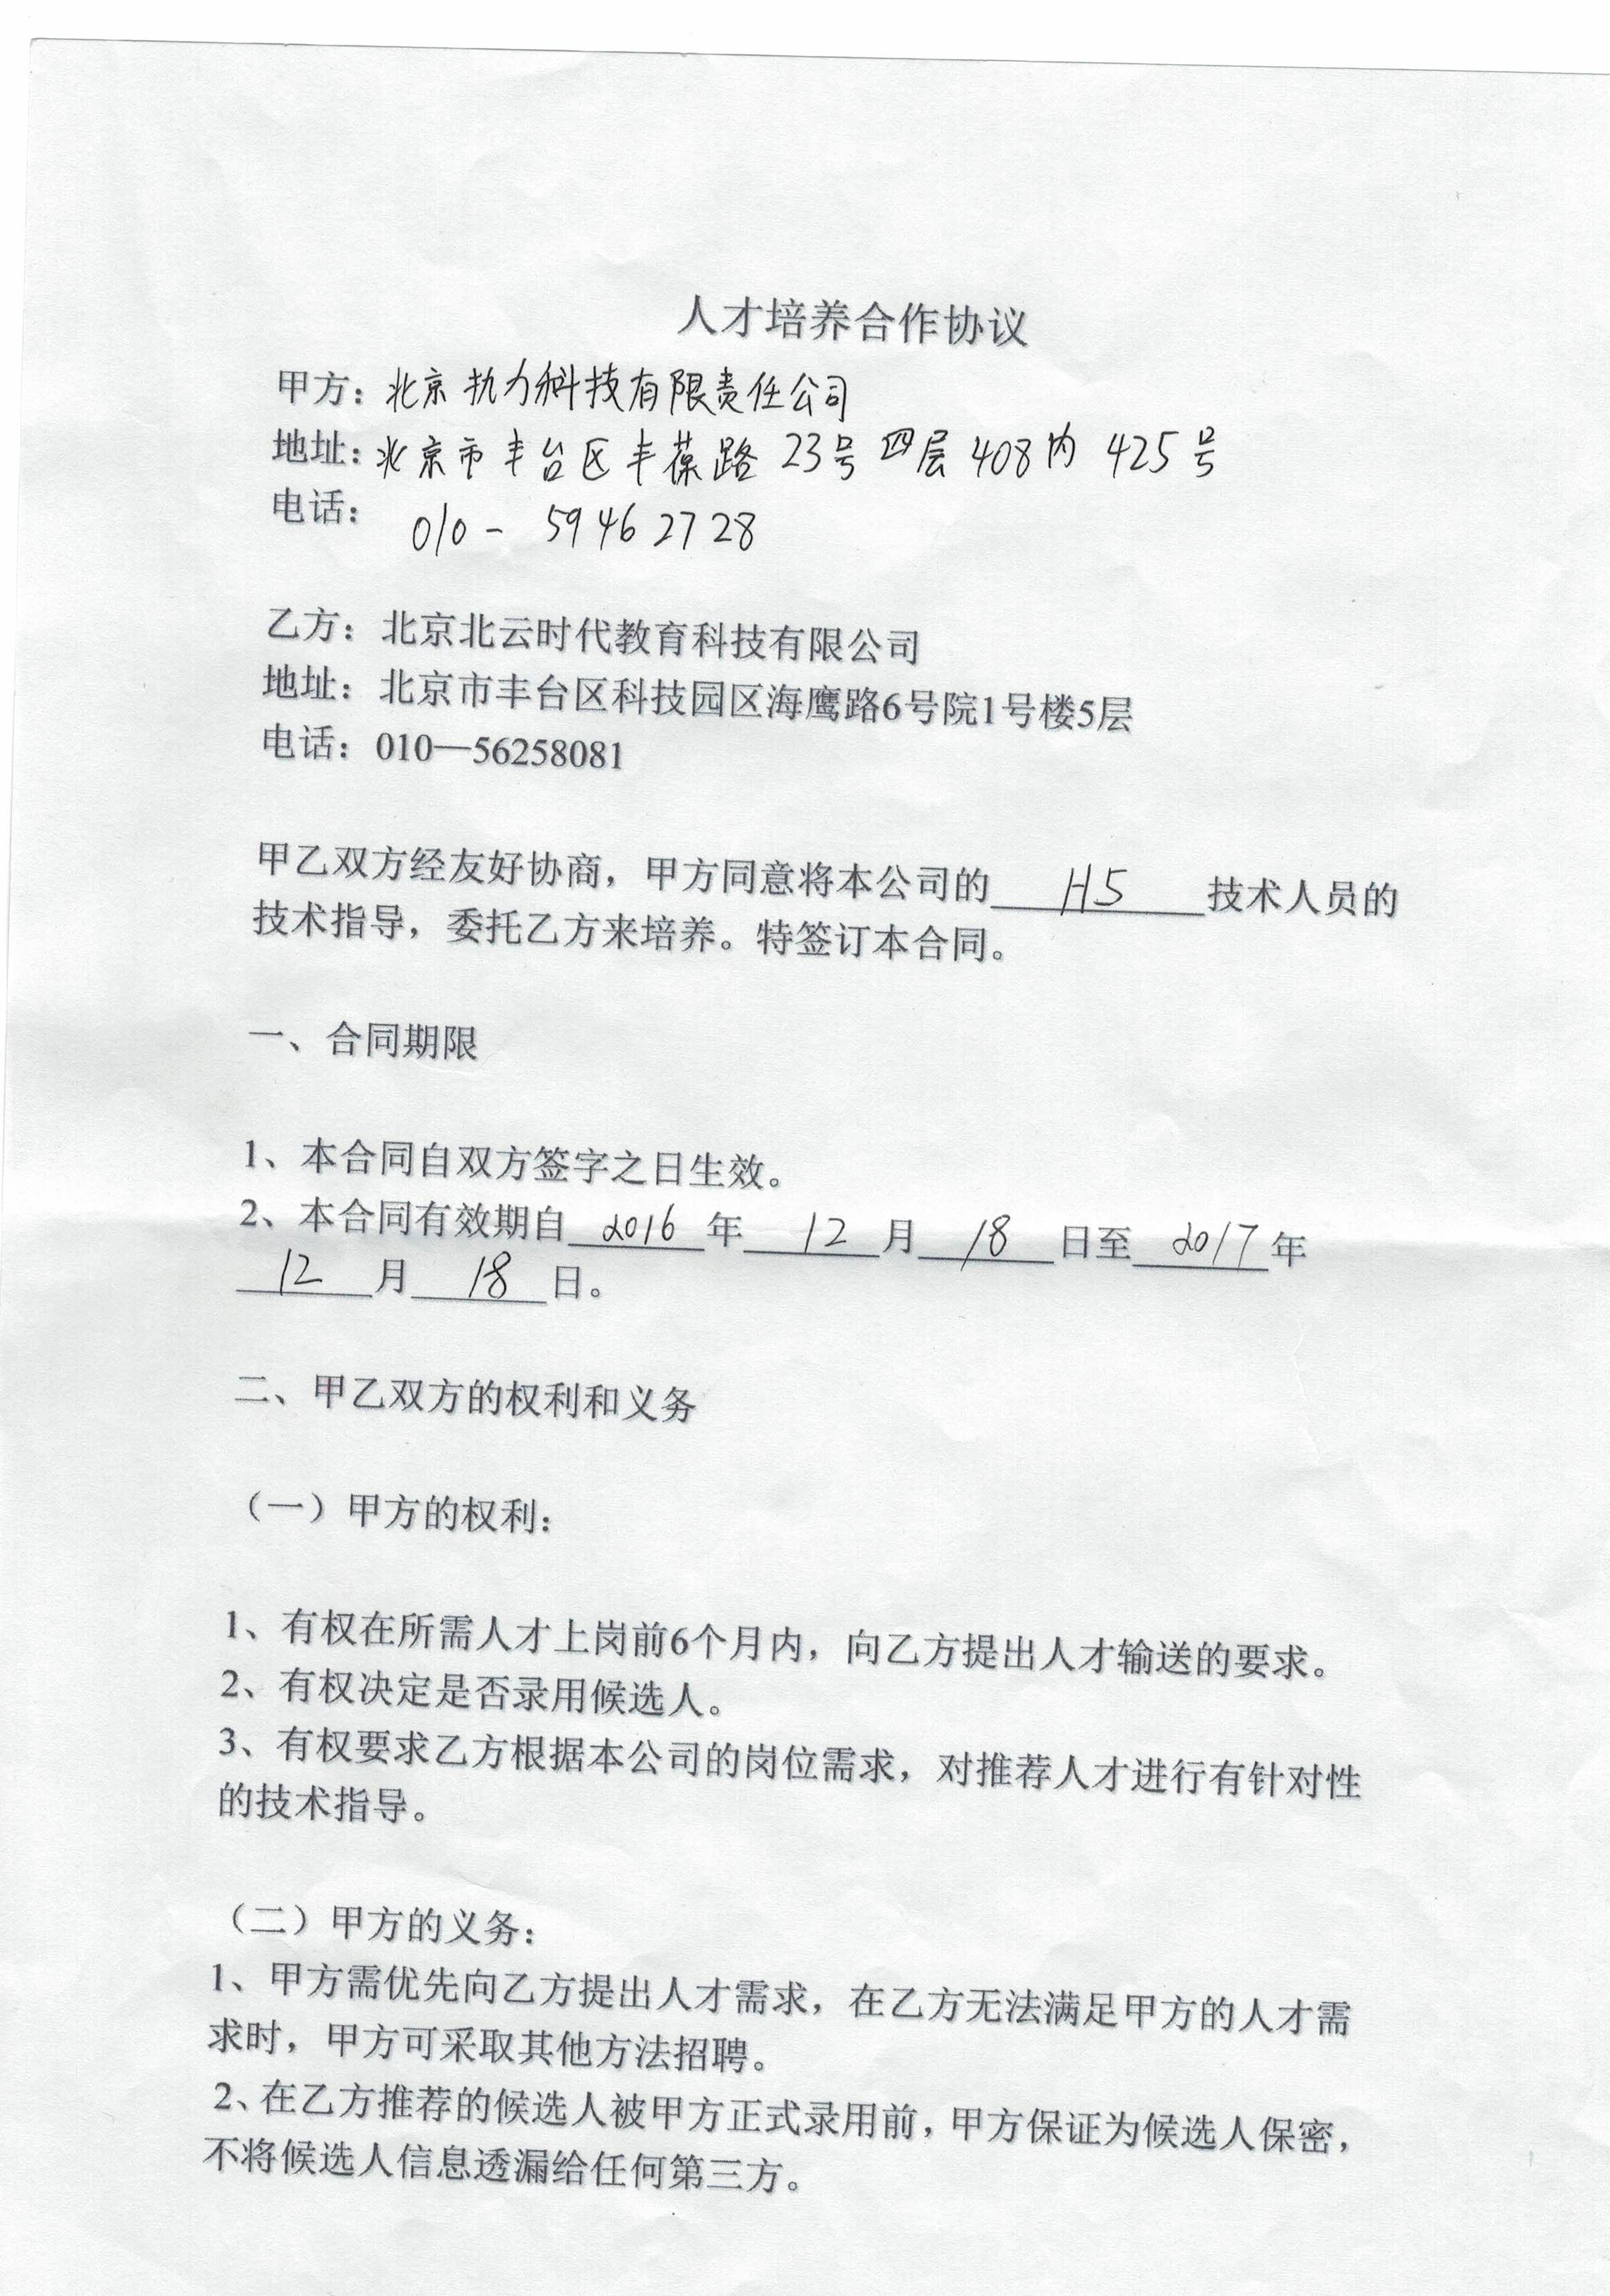 人才培养合作协议
甲方：北京执力科技有限责任公司
地址：北京市丰台区丰葆路 23号 四层 408内 425号
电话：010- 59462728
乙方：北京北云时代教育科技有限公司
地址：北京市丰台区科技园区海鹰路6号院1号楼5层
电话：010—56258081
甲乙双方经友好协商，甲方同意将本公司的 H5 技术人员的
技术指导，委托乙方来培养。特签订本合同。
一、合同期限
1、本合同自双方签字之日生效。
2、本合同有效期自 2016 年 12 月 18 日至 2017 年
12 月 18 日。
二、甲乙双方的权利和义务
（一）甲方的权利：
1、有权在所需人才上岗前6个月内，向乙方提出人才输送的要求。
2、有权决定是否录用候选人。
3、有权要求乙方根据本公司的岗位需求，对推荐人才进行有针对性
的技术指导。
（二）甲方的义务：
1、甲方需优先向乙方提出人才需求，在乙方无法满足甲方的人才需
求时，甲方可采取其他方法招聘。
2、在乙方推荐的候选人被甲方正式录用前，甲方保证为候选人保密，
不将候选人信息透漏给任何第三方。